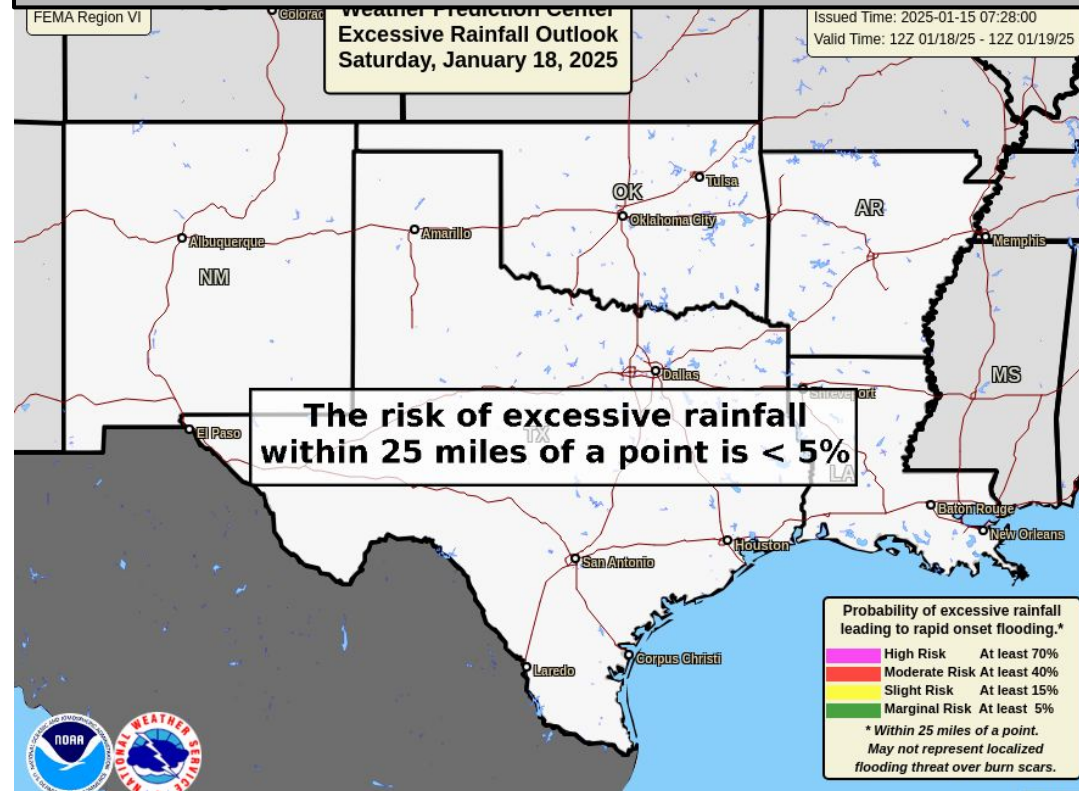 FEMA Region VI
Weather Prediction Center
Excessive Rainfall Outlook
Saturday, January 18, 2025
Issued Time: 2025-01-15 07:28:00
Valid Time: 12Z 01/18/25 - 12Z 01/19/25
Colorado
OK
Tulsa
Oklahoma City
AR
Albuquerque
Amarillo
Memphis
NM
Dallas
MS
Shreveport
The risk of excessive rainfall
within 25 miles of a point is < 5%
El Paso
TX
LA
Baton Rouge
New Orleans
Houston
San Antonio
Corpus Christi
Laredo
Probability of excessive rainfall
leading to rapid onset flooding.*
High Risk At least 70%
Moderate Risk At least 40%
Slight Risk At least 15%
Marginal Risk At least 5%
* Within 25 miles of a point.
May not represent localized
flooding threat over burn scars.
NOAA
NATIONAL WEATHER SERVICE